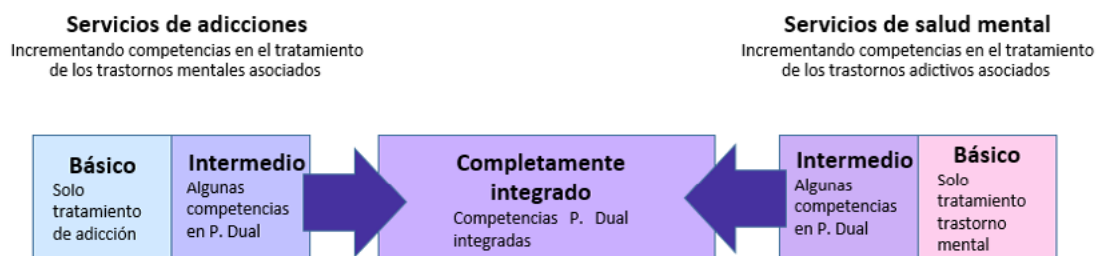 Servicios de adicciones
Incrementando competencias en el tratamiento
de los trastornos mentales asociados
Servicios de salud mental
Incrementando competencias en el tratamiento
de los trastornos adictivos asociados
Básico
Solo
tratamiento
de adicción
Intermedio
Algunas
competencias
en P. Dual
Completamente
integrado
Competencias P. Dual
integradas
Intermedio
Algunas
competencias
en P. Dual
Básico
Solo
tratamiento
trastorno
mental